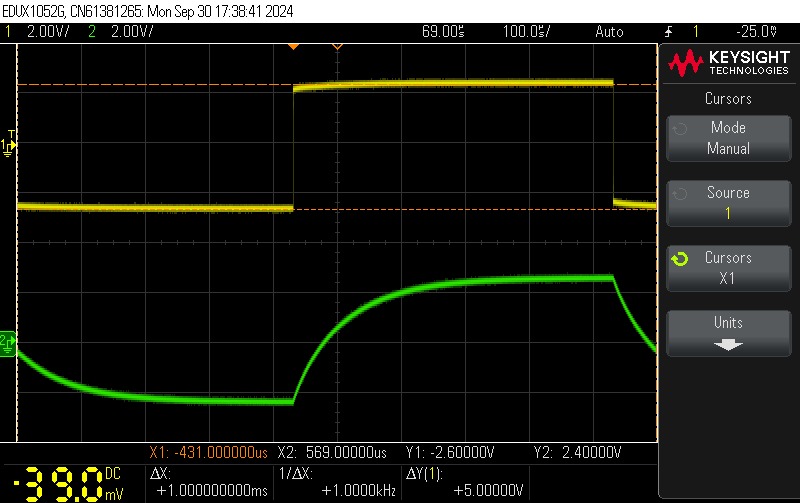 EDUX1052G, CN61381265: Mon Sep 30 17:38:41 2024
1 2.00V/ 2 2.00V/ 69.00s 100.0s/ Auto 1 -25.0V
KEYSIGHT
TECHNOLOGIES
Cursors
Mode
Manual
Source
1
Cursors
X1
Units
T
1
2
X1: -431.000000us X2: 569.00000us Y1: -2.60000V Y2: 2.40000V
-39.0 DC mV
ΔX:
+1.000000000ms
1/ΔX:
+1.0000kHz
ΔY(1):
+5.00000V